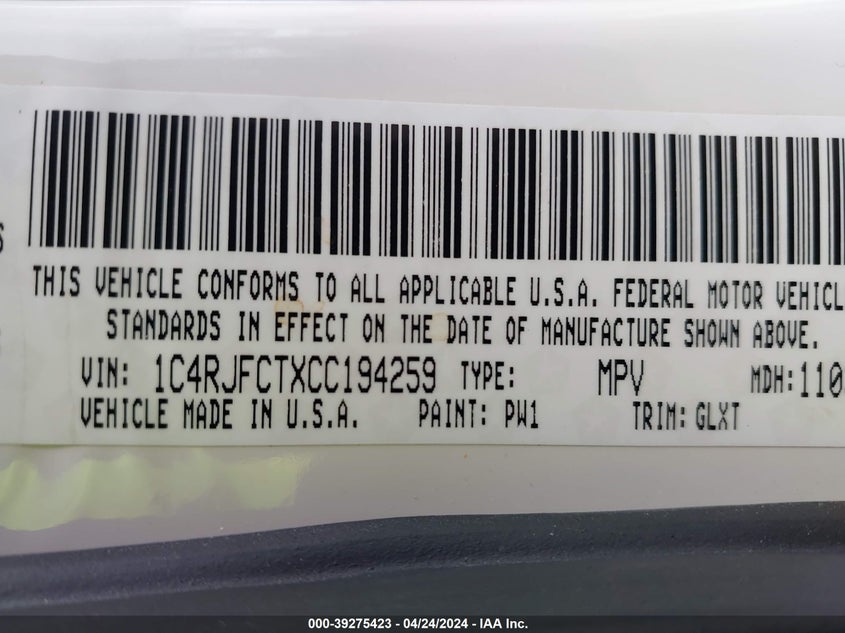 THIS VEHICLE CONFORMS TO ALL APPLICABLE U.S.A. FEDERAL MOTOR
STANDARDS IN EFFECT ON THE DATE OF MANUFACTURE SHOWN ABOVE.
VIN: 1C4RJFCTXCC194259 TYPE: MPV MDH:110
VEHICLE MADE IN U.S.A. PAINT: PW1 TRIM: GLXT
000-39275423 - 04/24/2024 - IAA Inc.